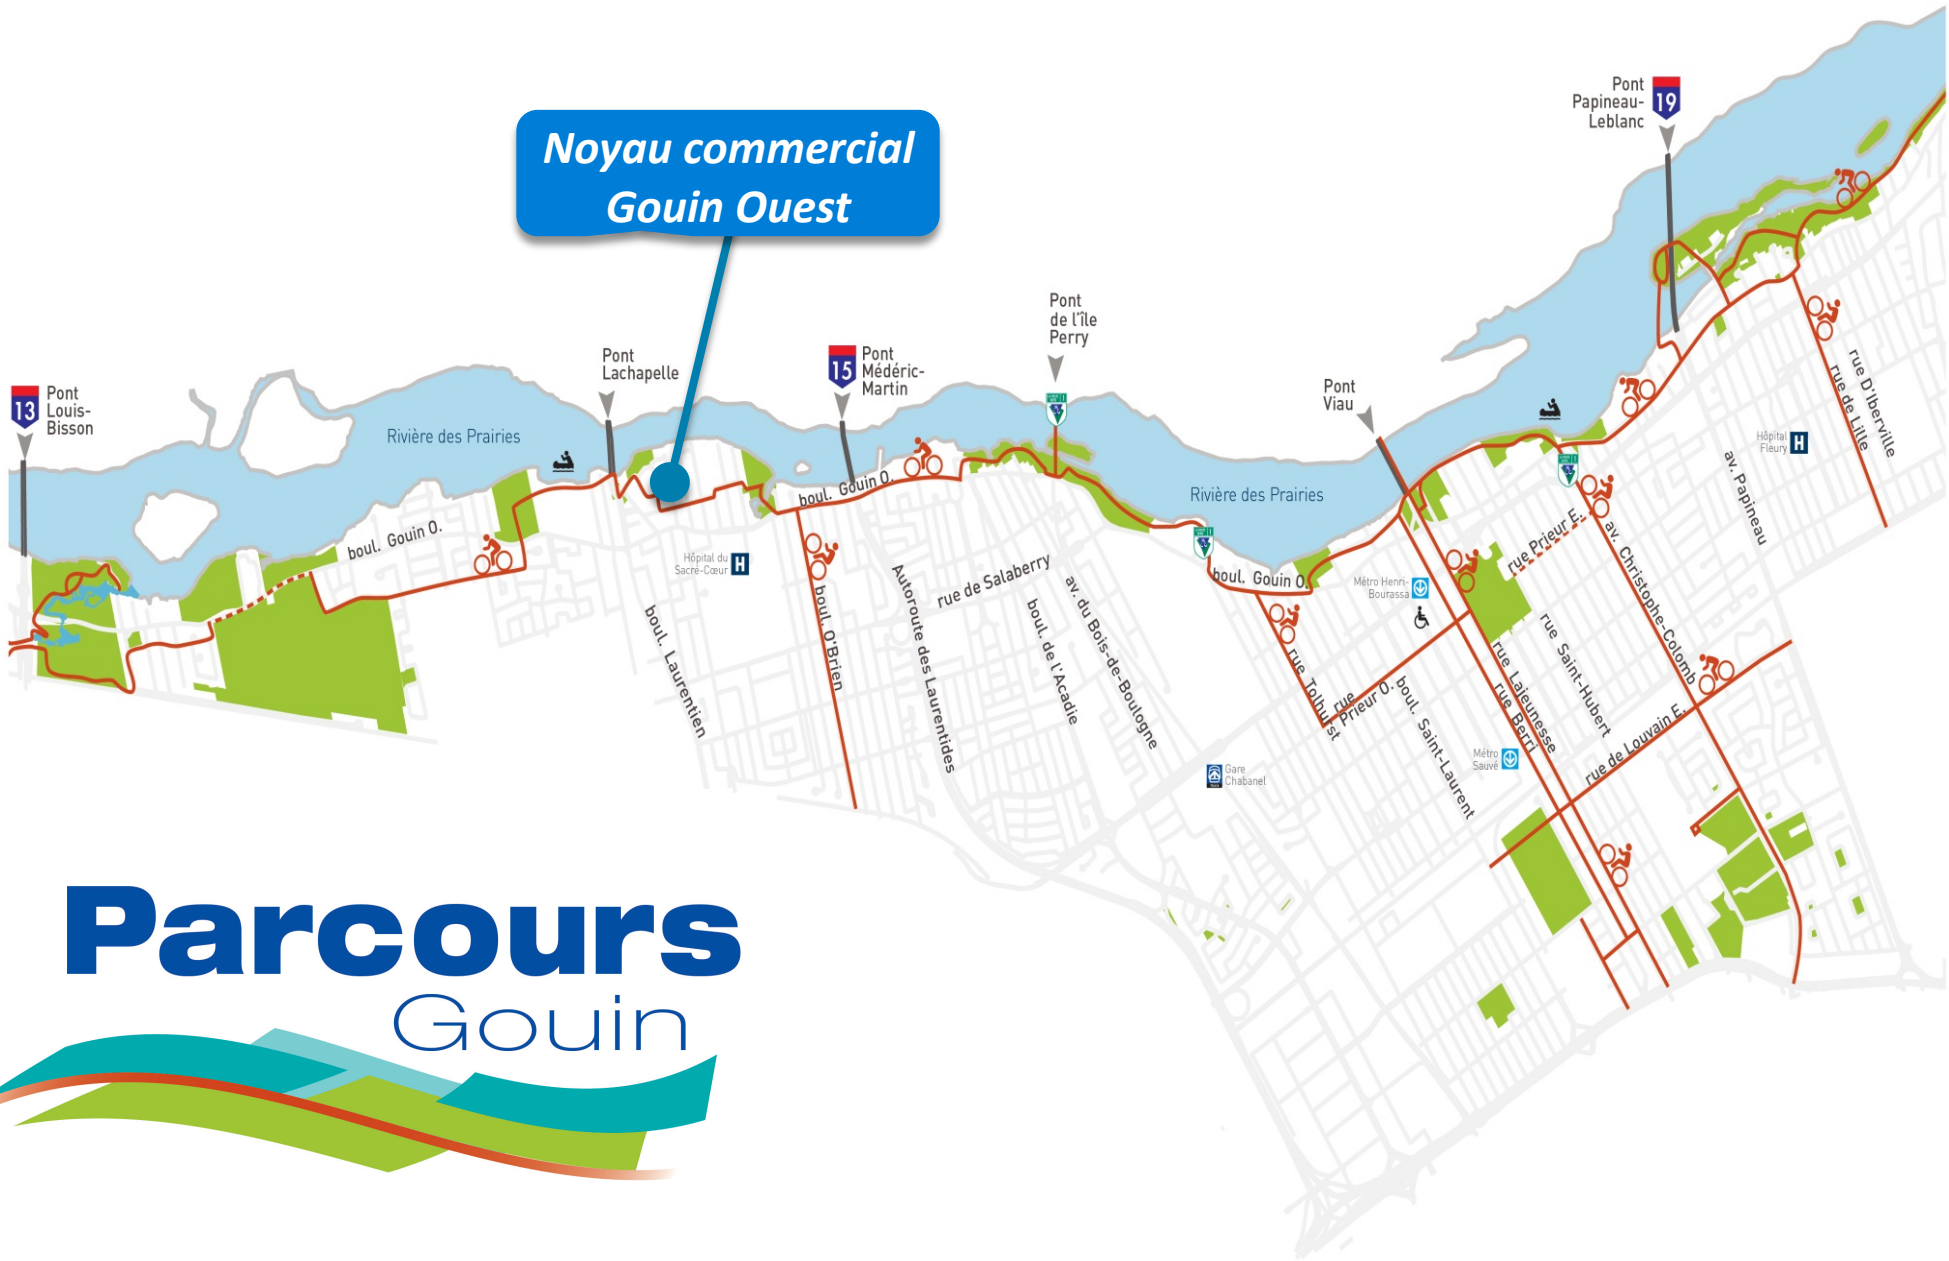 Noyau commercial
Gouin Ouest
Pont
Papineau-
Leblanc
19
Pont
de l'île
Perry
Pont
Lachapelle
15
Pont
Médéric-
Martin
13
Pont
Louis-
Bisson
Pont
Viau
Rivière des Prairies
Rivière des Prairies
boul. Gouin O.
boul. Gouin O.
boul. Gouin O.
Hôpital du
Sacré-Cœur
H
Hôpital
Fleury
H
rue D'Iberville
rue de Lille
av. Papineau
rue Prieur E.
av. Christophe-Colomb
Métro Henri-
Bourassa
rue de Salaberry
boul. Laurentien
boul. O'Brien
Autoroute des Laurentides
boul. de l'Acadie
av. du Bois-de-Boulogne
rue Tolhurst
rue
Prieur O.
boul. Saint-Laurent
rue Lajeunesse
rue Berri
rue Saint-Hubert
rue de Louvain E.
Métro
Sauvé
Gare
Chabanel
Parcours
Gouin